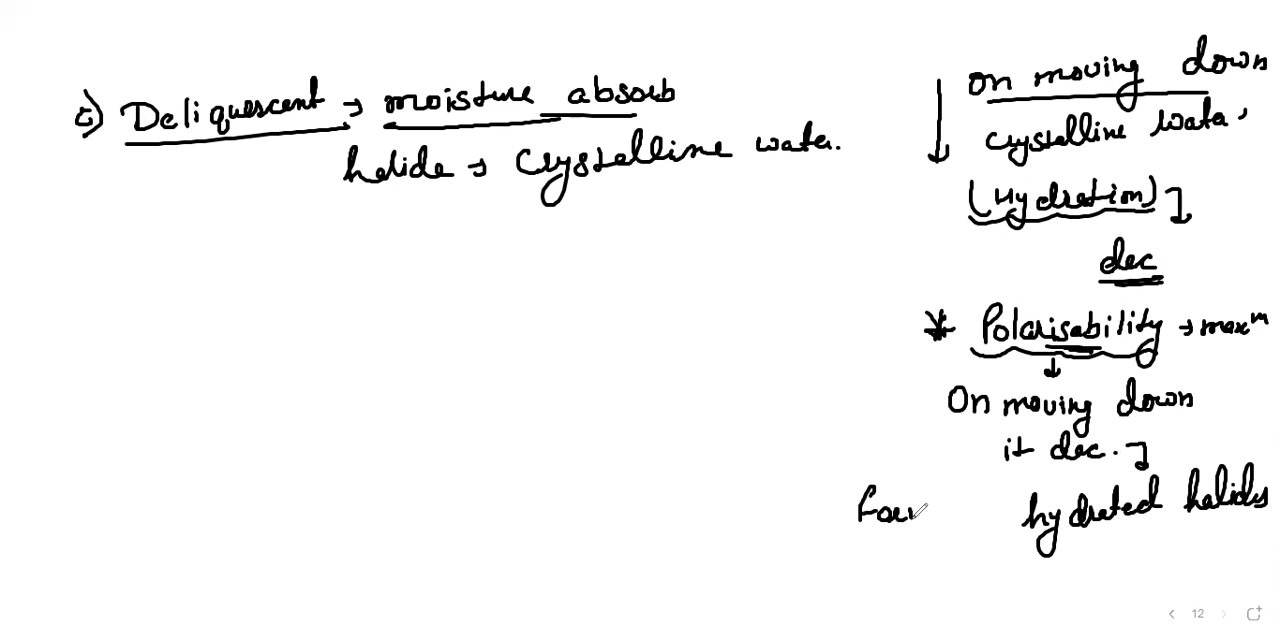 c) Deliquescent → moisture absorb
halide → Crystalline water.
on moving down
crystalline water,
(Hydration)
dec
* Polarisability → maxᵐ
On moving down
it dec.
hydrated halides
12